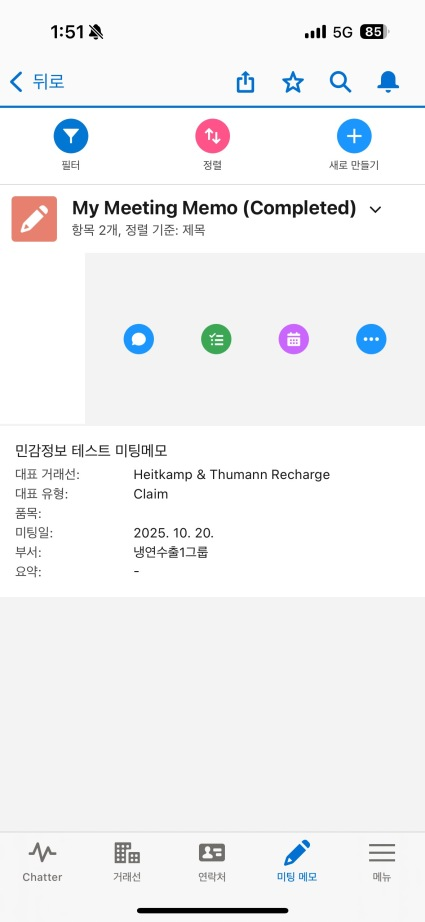 1:51
5G
85
뒤로
필터
정렬
새로 만들기
My Meeting Memo (Completed)
항목 2개, 정렬 기준: 제목
민감정보 테스트 미팅메모
대표 거래선: Heitkamp & Thumann Recharge
대표 유형: Claim
품목:
미팅일: 2025. 10. 20.
부서: 냉연수출1그룹
요약: -
Chatter
거래선
연락처
미팅 메모
메뉴